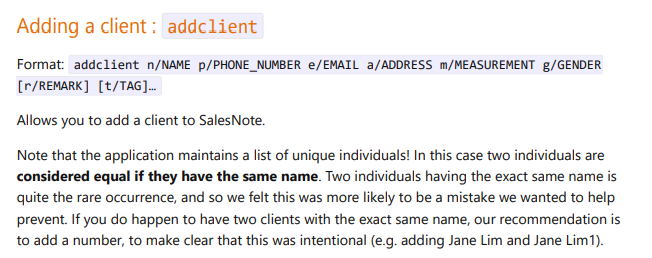 Adding a client : addclient
Format: addclient n/NAME p/PHONE_NUMBER e/EMAIL a/ADDRESS m/MEASUREMENT g/GENDER
[r/REMARK] [t/TAG]…
Allows you to add a client to SalesNote.
Note that the application maintains a list of unique individuals! In this case two individuals are
considered equal if they have the same name. Two individuals having the exact same name is
quite the rare occurrence, and so we felt this was more likely to be a mistake we wanted to help
prevent. If you do happen to have two clients with the exact same name, our recommendation is
to add a number, to make clear that this was intentional (e.g. adding Jane Lim and Jane Lim1).